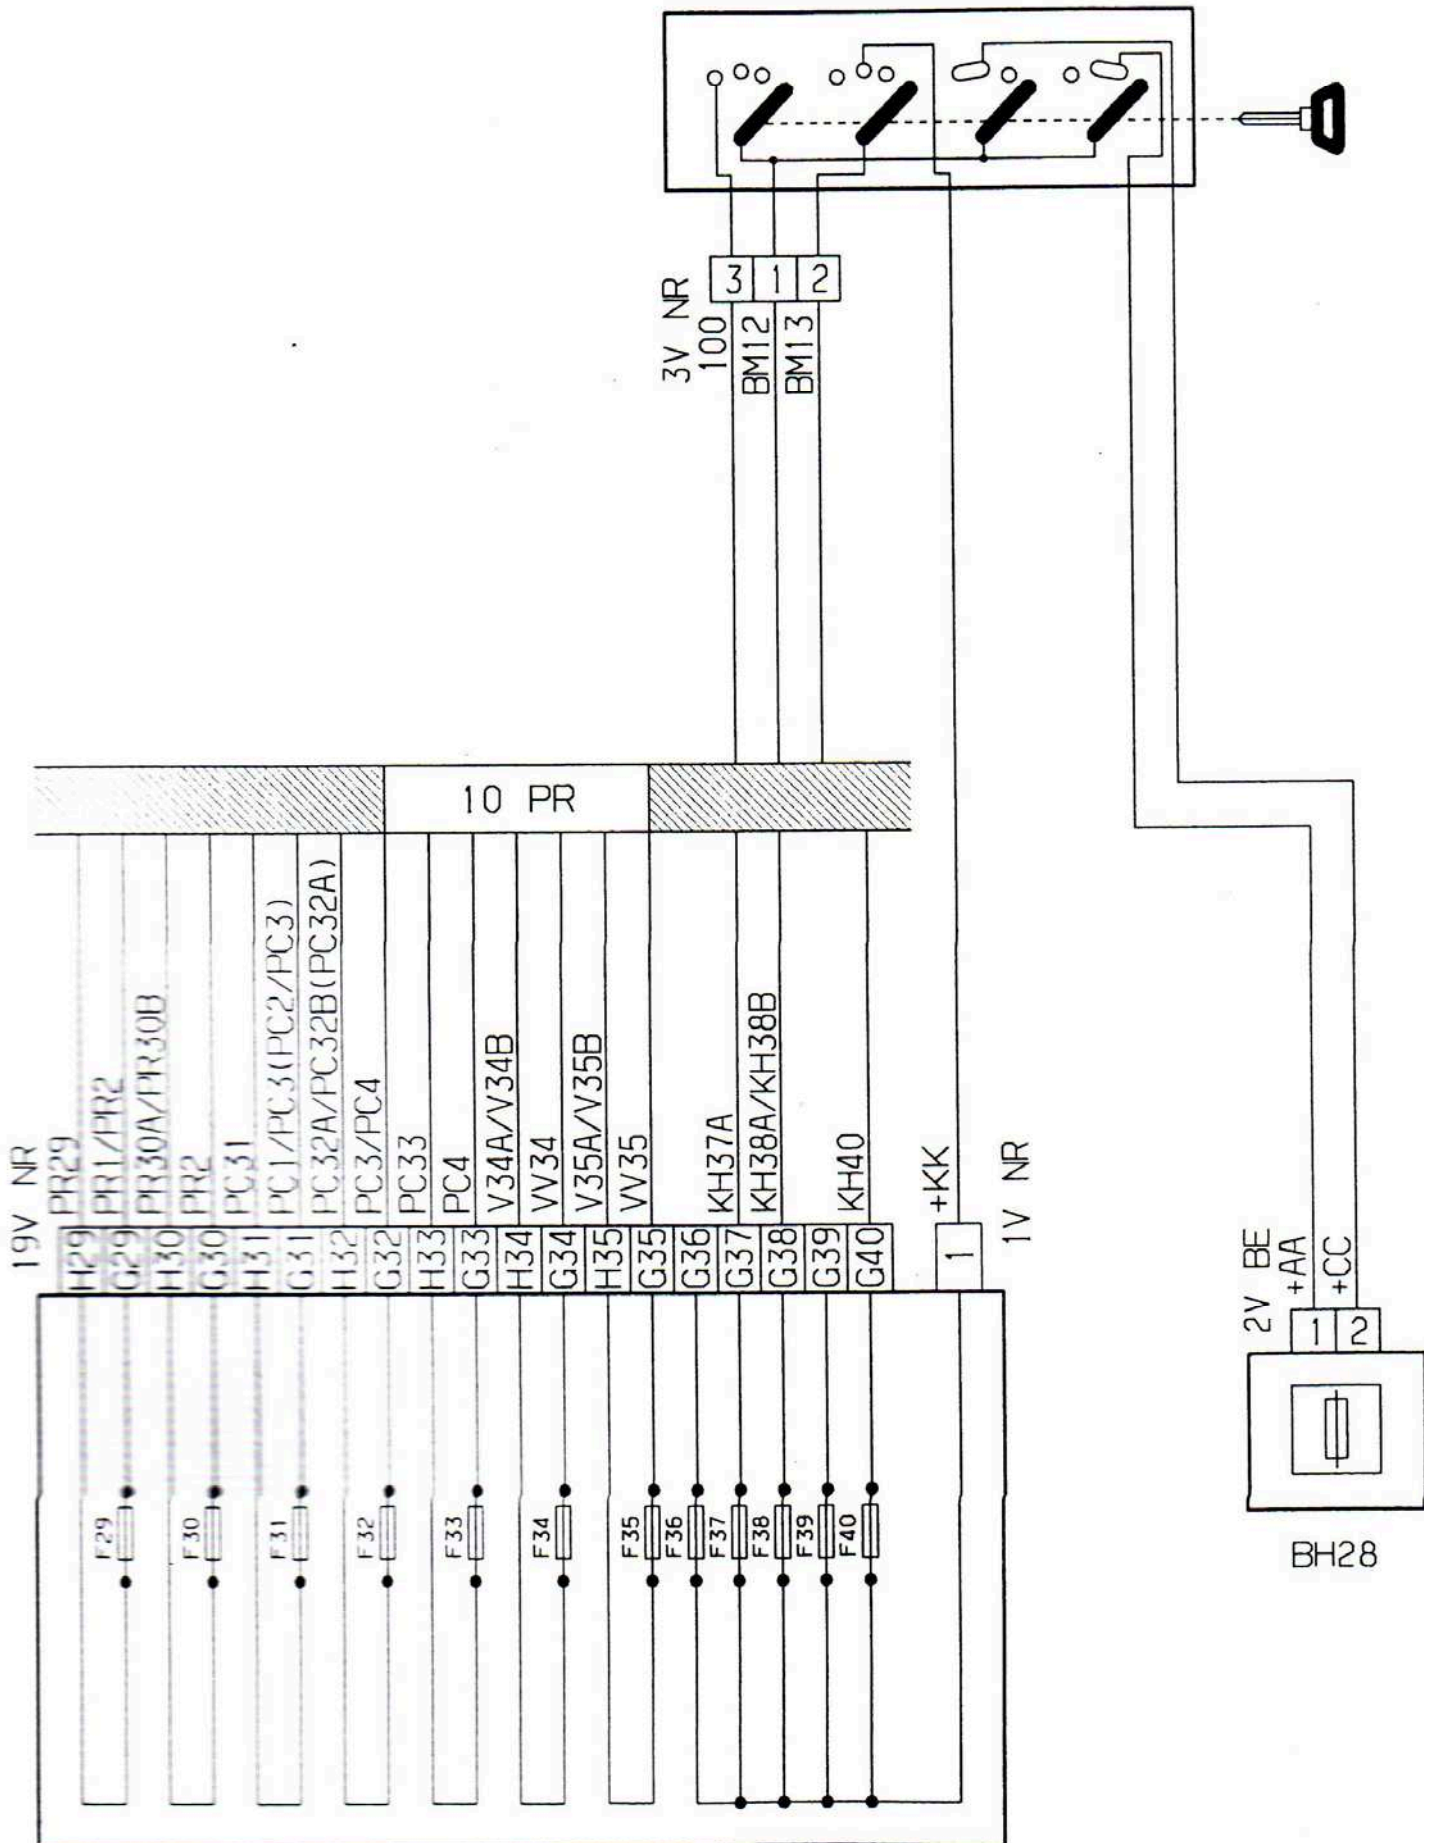 3
1
2
3V NR
100
BM12
BM13
10 PR
19V NR
PR29
PR1/PR2
PR30A/PR30B
PR2
PC31
PC1/PC3(PC2/PC3)
PC32A/PC32B(PC32A)
PC3/PC4
PC33
PC4
V34A/V34B
VV34
V35A/V35B
VV35
KH37A
KH38A/KH38B
KH40
+KK
H29
G29
H30
G30
H31
G31
H32
G32
H33
G33
H34
G34
H35
G35
G36
G37
G38
G39
G40
1
1V NR
2V BE
+AA
+CC
1
2
F29
F30
F31
F32
F33
F34
F35
F36
F37
F38
F39
F40
BH28